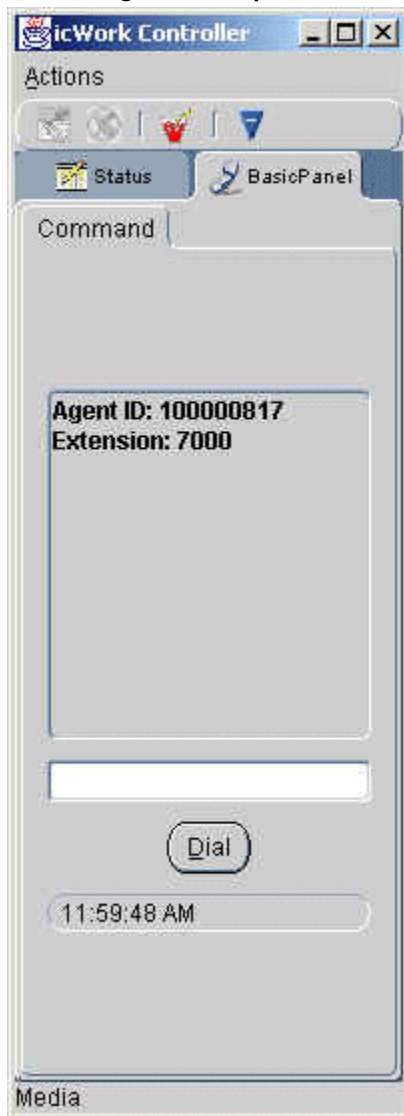 icWork Controller
Actions
Status
BasicPanel
Command
Agent ID: 100000817
Extension: 7000
Dial
11:59:48 AM
Media